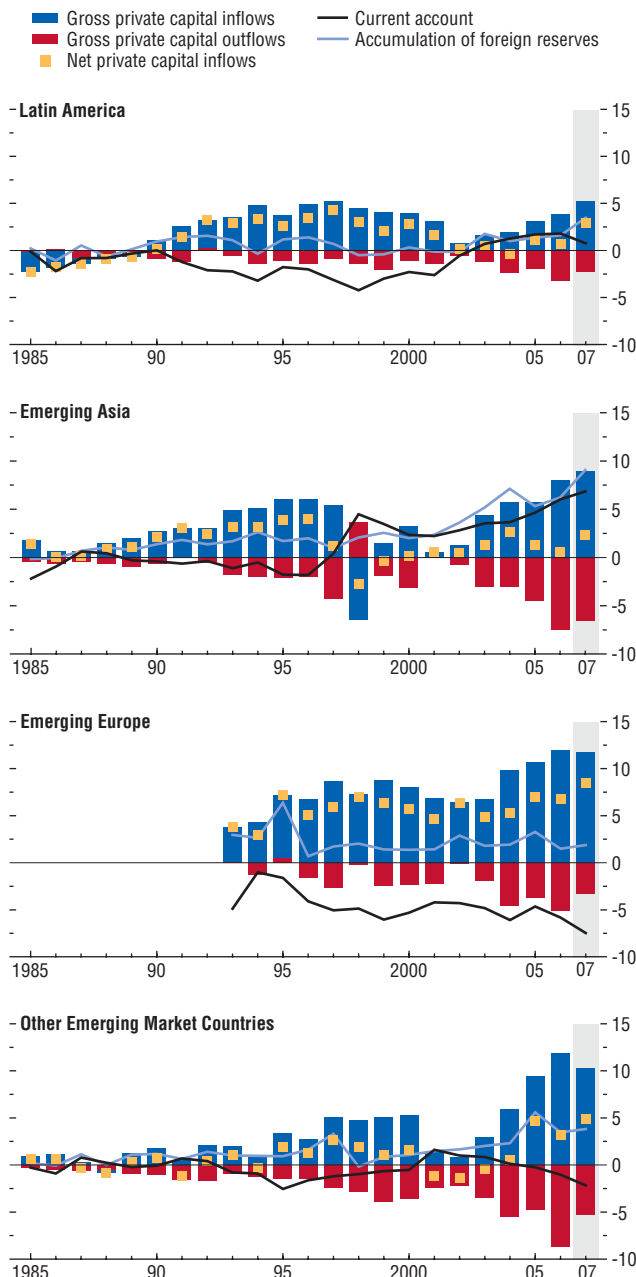 Gross private capital inflows
Gross private capital outflows
Net private capital inflows
Current account
Accumulation of foreign reserves
Latin America
15
10
5
0
-5
-10
1985 90 95 2000 05 07
Emerging Asia
15
10
5
0
-5
-10
1985 90 95 2000 05 07
Emerging Europe
15
10
5
0
-5
-10
1985 90 95 2000 05 07
Other Emerging Market Countries
15
10
5
0
-5
-10
1985 90 95 2000 05 07